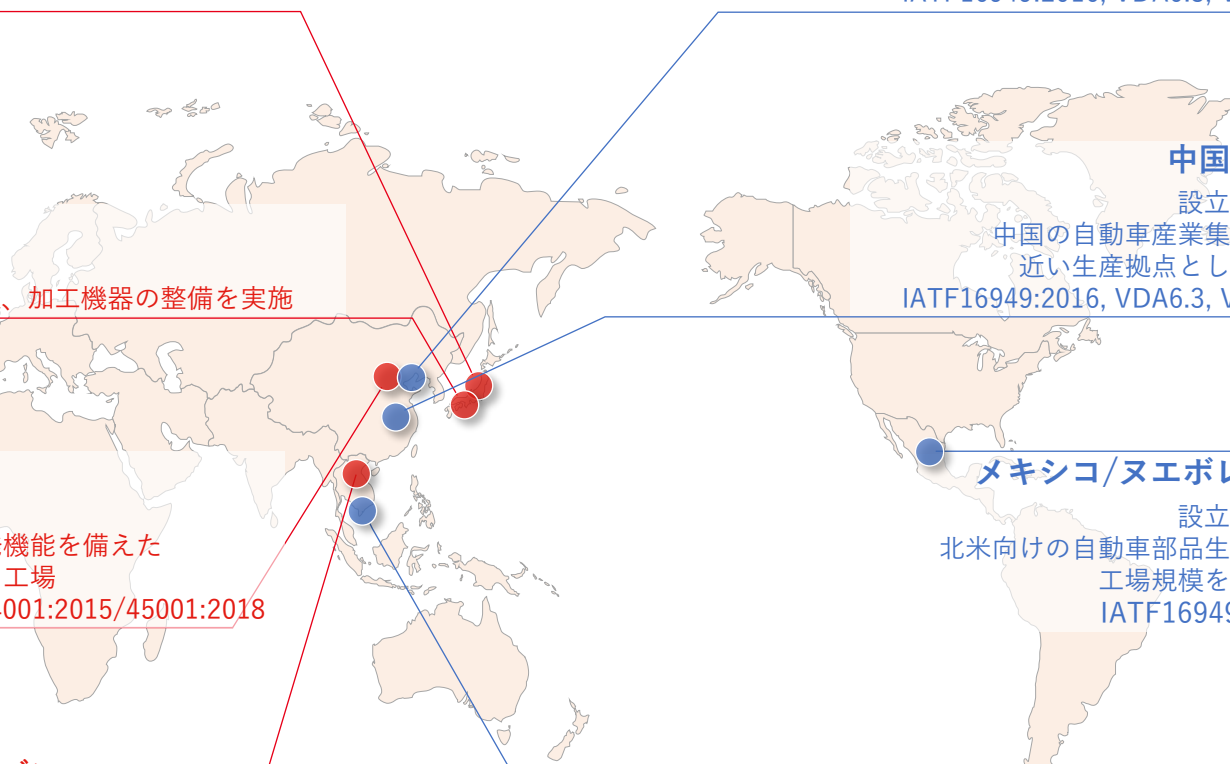 、加工機器の整備を実施
機能を備えた
工場
001:2015/45001:2018
中国
設立
中国の自動車産業集
近い生産拠点とし
IATF16949:2016, VDA6.3, V
メキシコ/ヌエボレ
設立
北米向けの自動車部品生
工場規模を
IATF16949